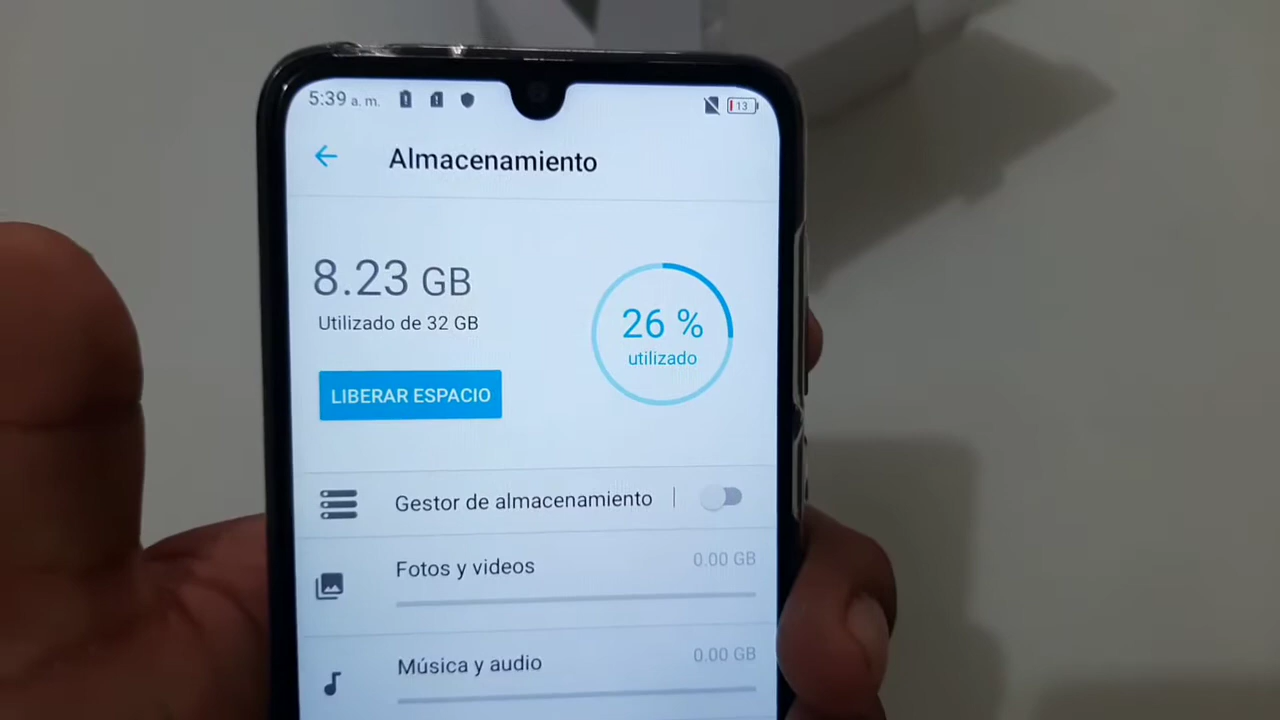 5:39 a. m.
13
Almacenamiento
8.23 GB
Utilizado de 32 GB
26 %
utilizado
LIBERAR ESPACIO
Gestor de almacenamiento
Fotos y videos
0.00 GB
Música y audio
0.00 GB